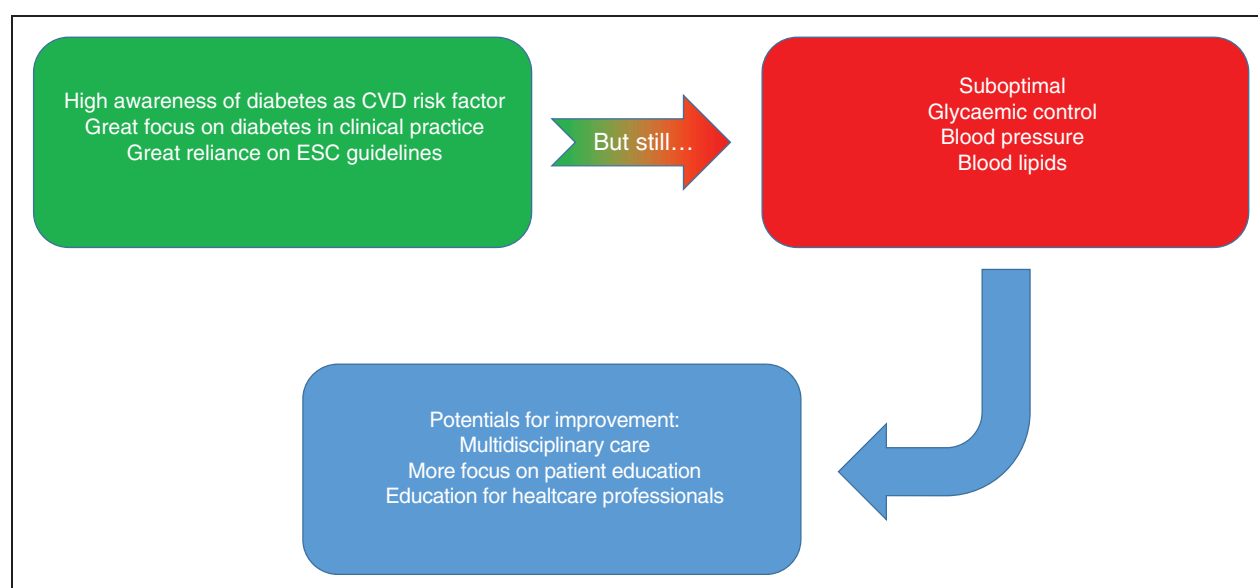 High awareness of diabetes as CVD risk factor
Great focus on diabetes in clinical practice
Great reliance on ESC guidelines
But still…
Suboptimal
Glycaemic control
Blood pressure
Blood lipids
Potentials for improvement:
Multidisciplinary care
More focus on patient education
Education for healtcare professionals